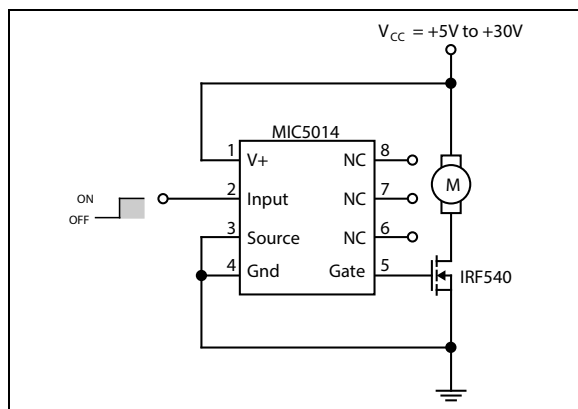 V CC = +5V to +30V
MIC5014
1 V+ NC 8
ON
OFF
2 Input NC 7
3 Source NC 6
4 Gnd Gate 5
M
IRF540